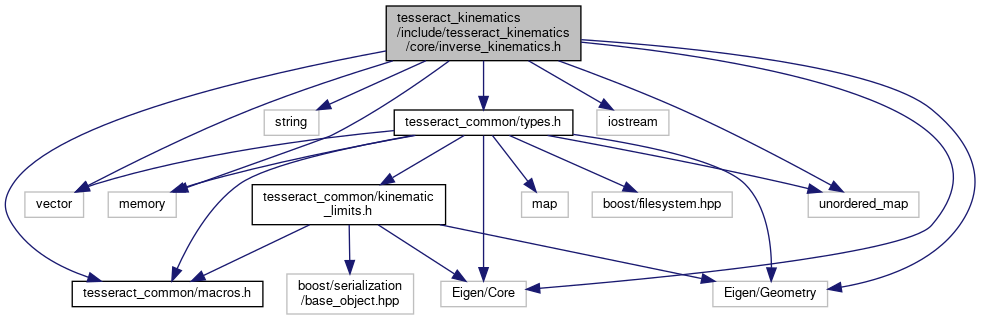 tesseract_kinematics
/include/tesseract_kinematics
/core/inverse_kinematics.h
string
tesseract_common/types.h
iostream
vector
memory
tesseract_common/kinematic
_limits.h
map
boost/filesystem.hpp
unordered_map
tesseract_common/macros.h
boost/serialization
/base_object.hpp
Eigen/Core
Eigen/Geometry